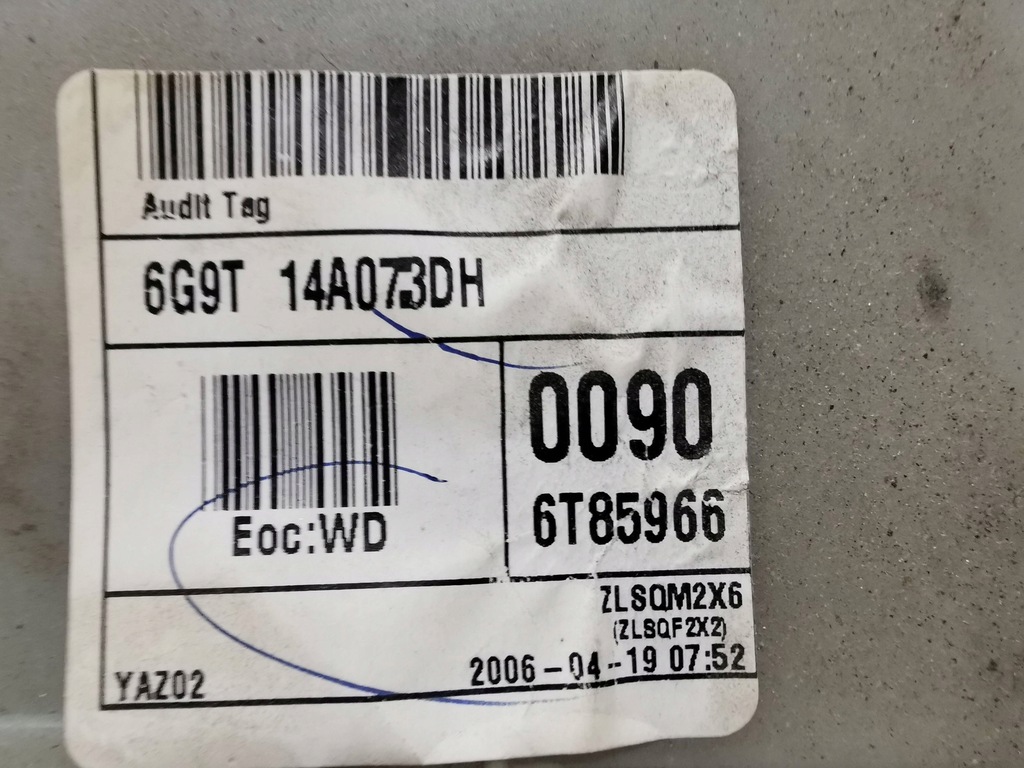 Audit Tag
6G9T 14A073DH
0090
Eoc:WD
6T85966
ZLSQM2X6
(ZLSQF2X2)
YAZ02
2006-04--19 07:52